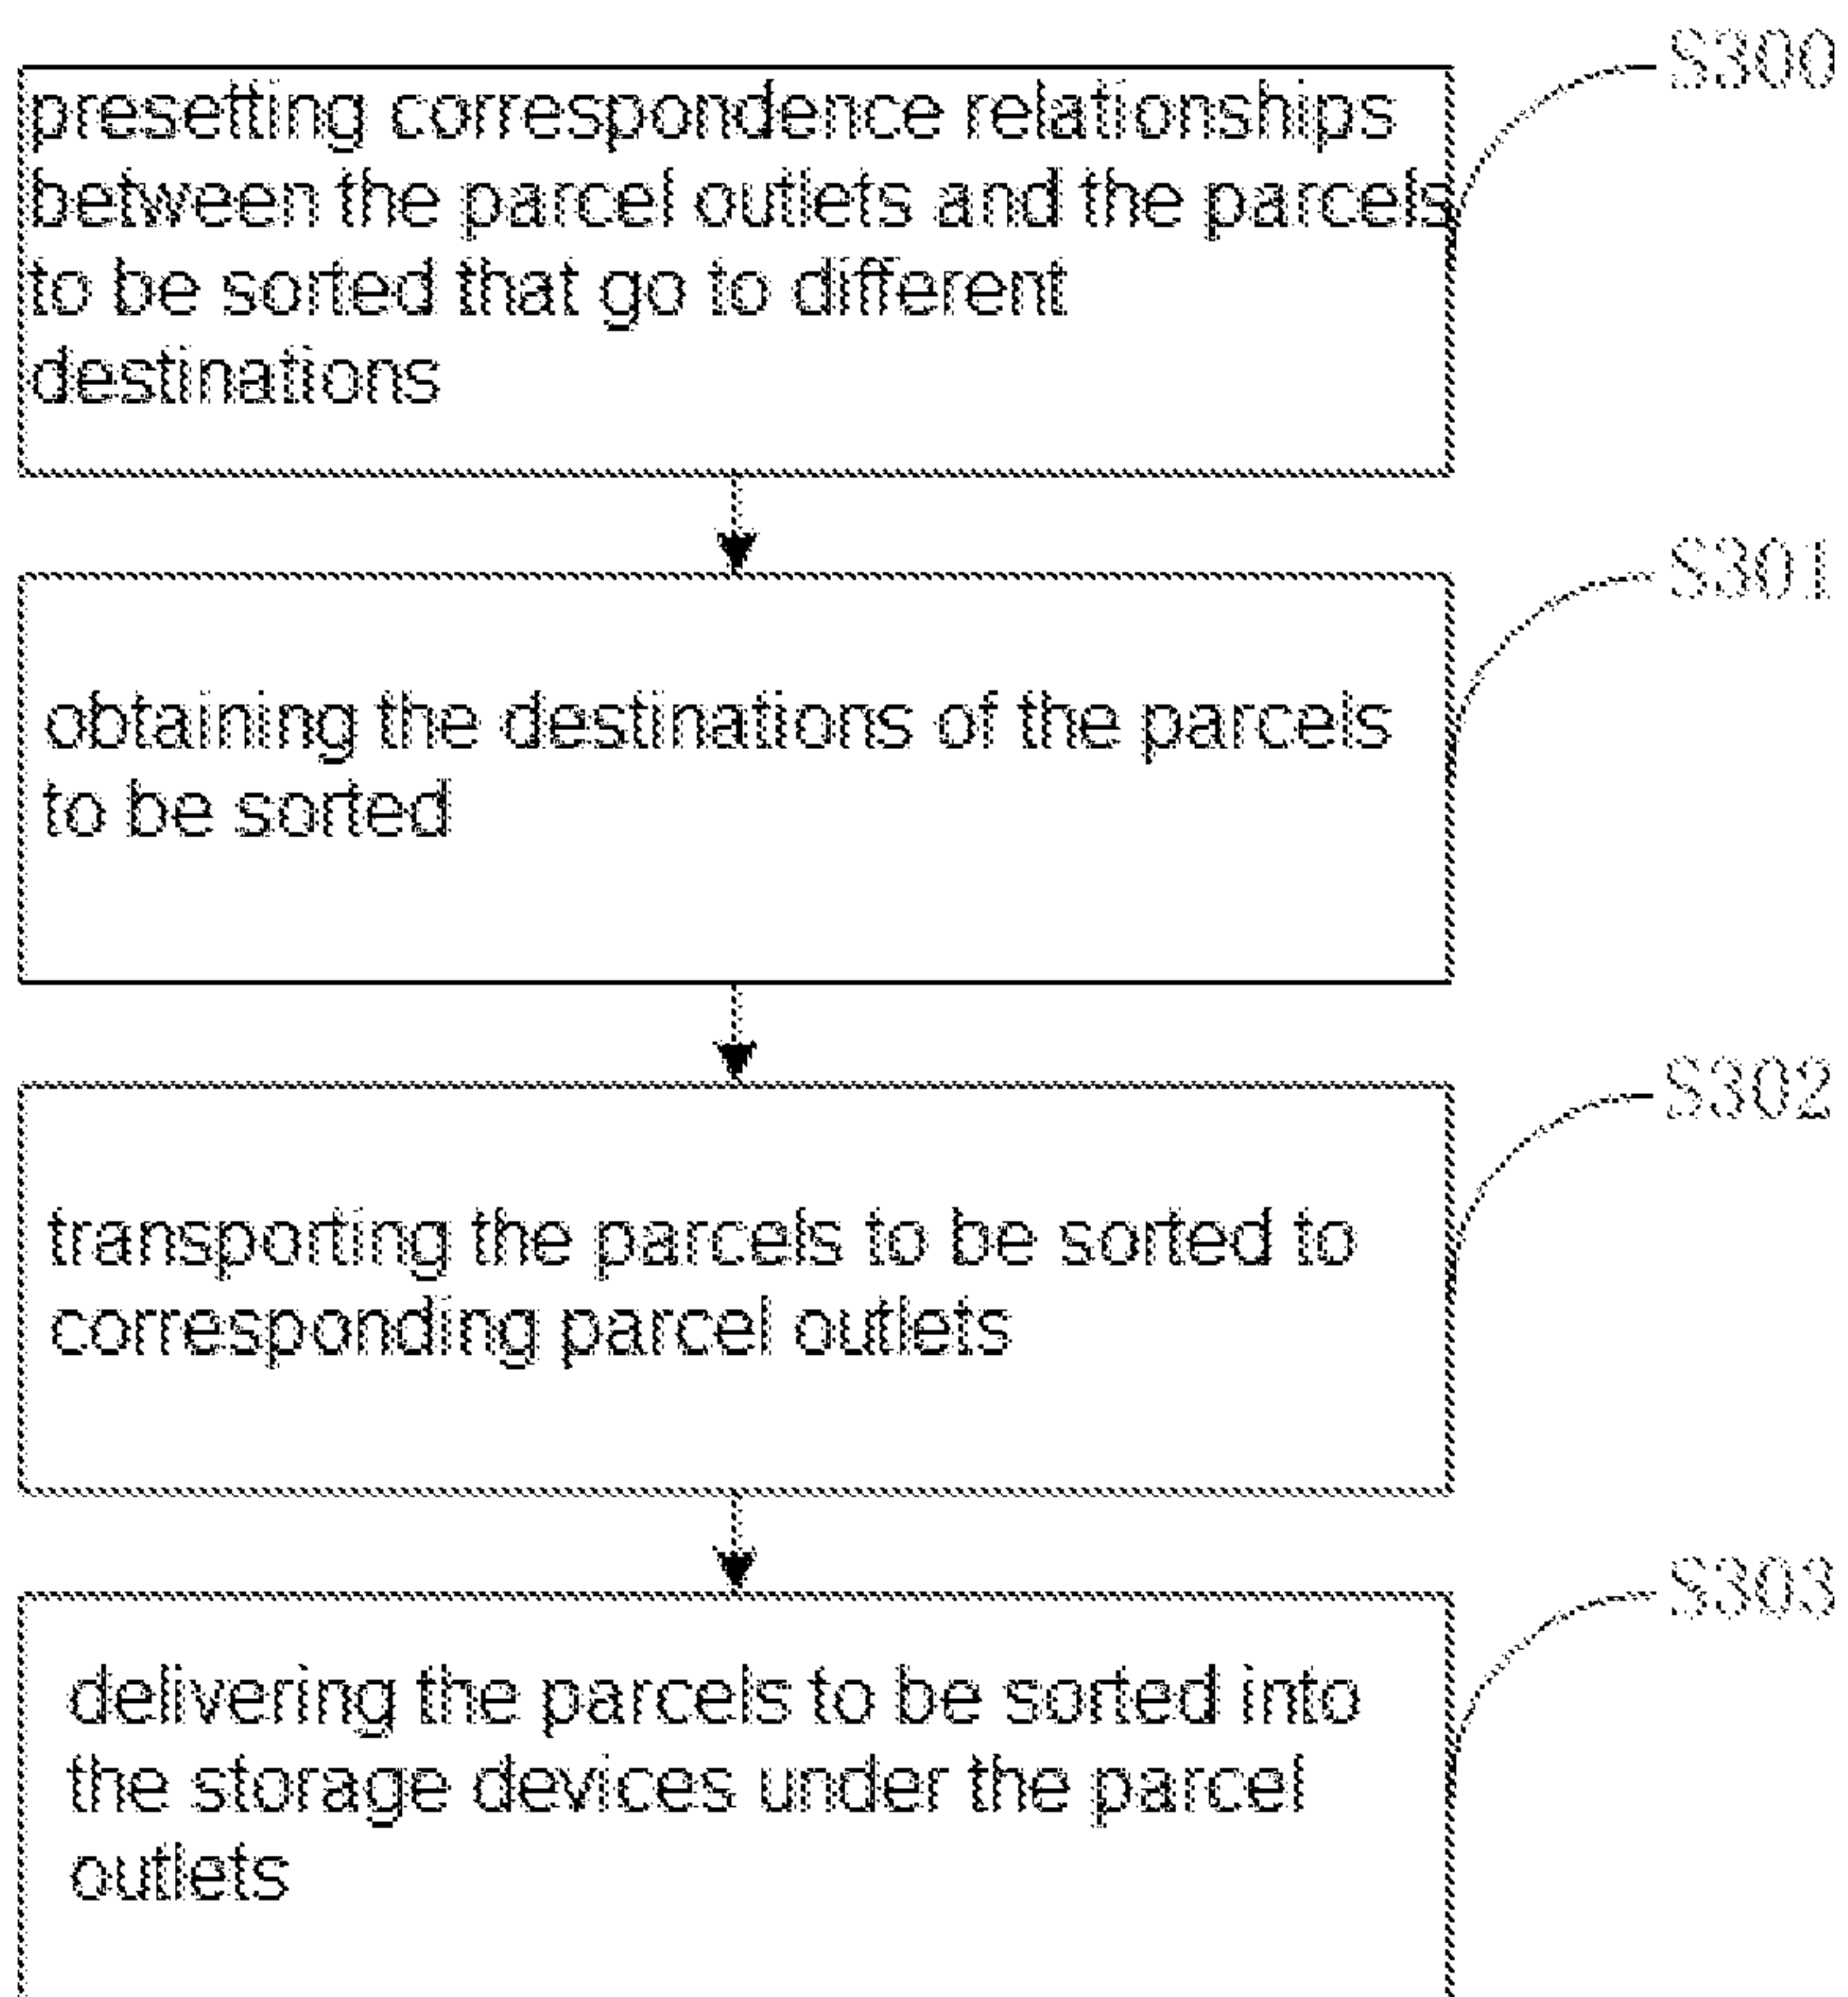 S300
presetting correspondence relationships
between the parcel outlets and the parcels
to be sorted that go to different
destinations
S301
obtaining the destinations of the parcels
to be sorted
S302
transporting the parcels to be sorted to
corresponding parcel outlets
S303
delivering the parcels to be sorted into
the storage devices under the parcel
outlets